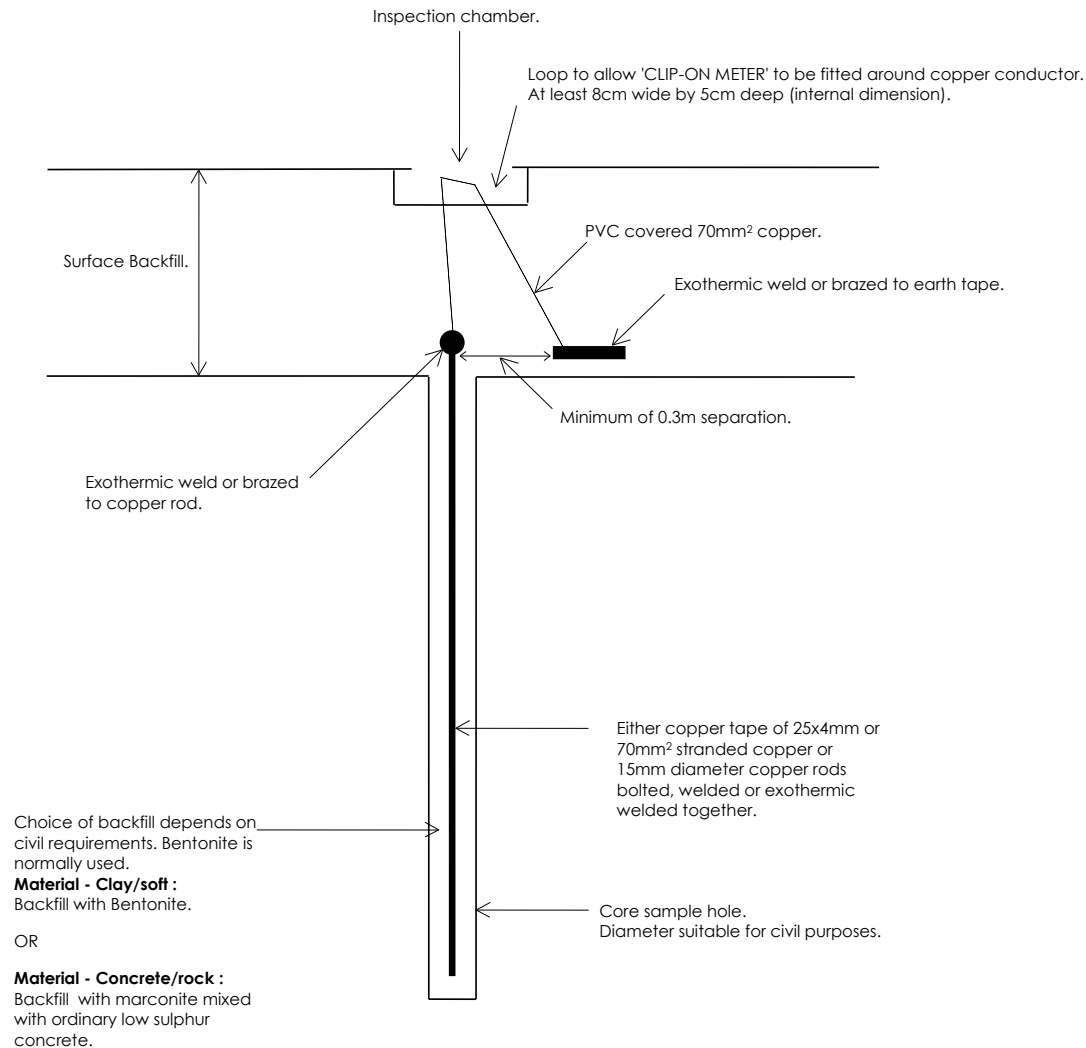 Inspection chamber.
Loop to allow 'CLIP-ON METER' to be fitted around copper conductor.
At least 8cm wide by 5cm deep (internal dimension).
PVC covered 70mm² copper.
Surface Backfill.
Exothermic weld or brazed to earth tape.
Minimum of 0.3m separation.
Exothermic weld or brazed
to copper rod.
Either copper tape of 25x4mm or
70mm² stranded copper or
15mm diameter copper rods
bolted, welded or exothermic
welded together.
Choice of backfill depends on
civil requirements. Bentonite is
normally used.
Material - Clay/soft :
Backfill with Bentonite.
OR
Material - Concrete/rock :
Backfill with marconite mixed
with ordinary low sulphur
concrete.
Core sample hole.
Diameter suitable for civil purposes.